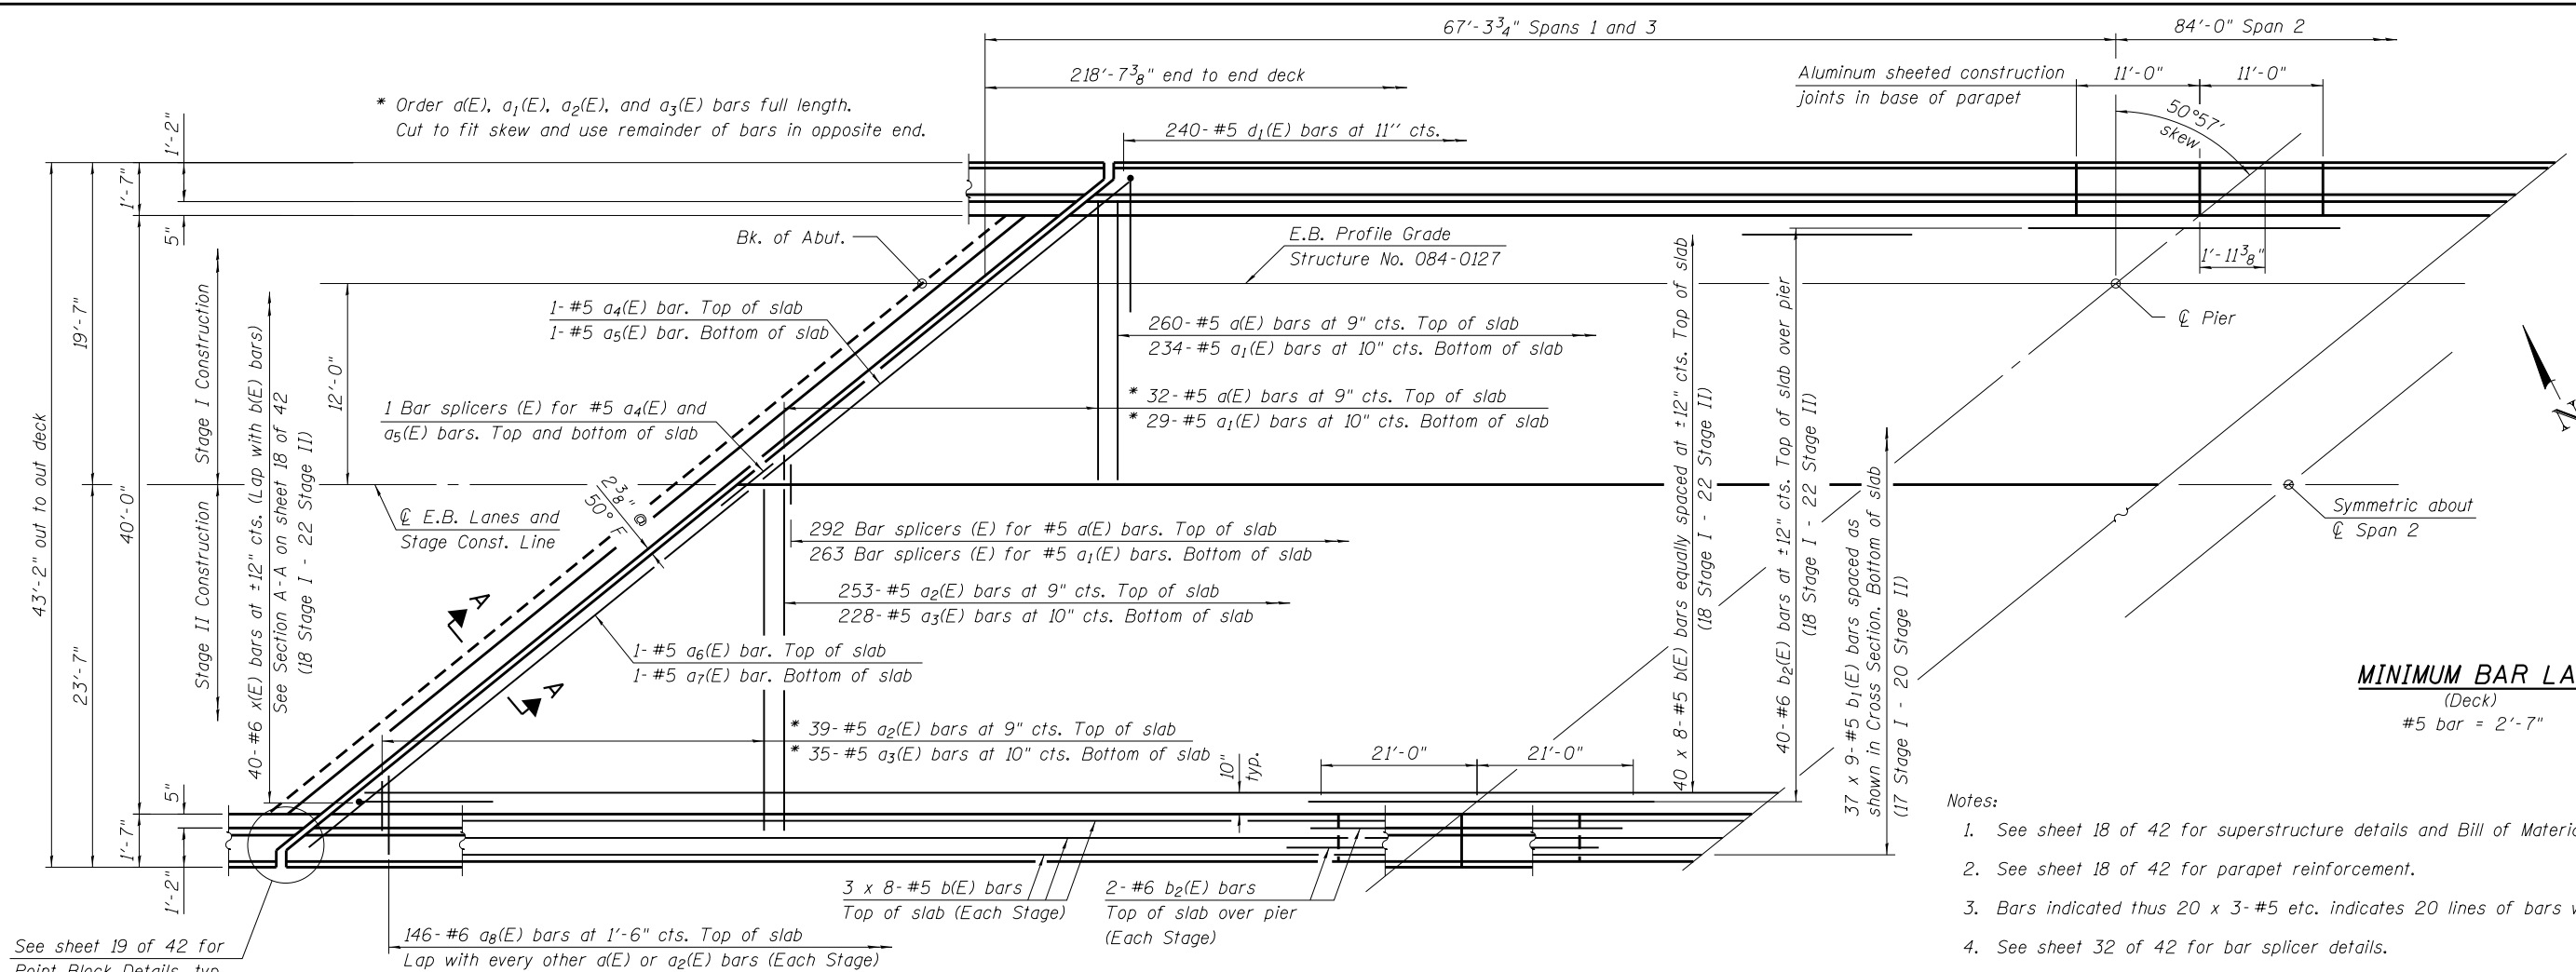 67'-3 3/4" Spans 1 and 3
84'-0" Span 2
218'-7 3/8" end to end deck
Aluminum sheeted construction
joints in base of parapet
11'-0"
11'-0"
50°57'
skew
* Order a(E), a1(E), a2(E), and a3(E) bars full length.
Cut to fit skew and use remainder of bars in opposite end.
240-#5 d1(E) bars at 11'' cts.
1'-2"
1'-7"
5"
Bk. of Abut.
E.B. Profile Grade
Structure No. 084-0127
1'-11 3/8"
℄ Pier
43'-2" out to out deck
19'-7"
23'-7"
40'-0"
Stage I Construction
Stage II Construction
40-#6 x(E) bars at ±12" cts. (Lap with b(E) bars)
See Section A-A on sheet 18 of 42
(18 Stage I - 22 Stage II)
12'-0"
1-#5 a4(E) bar. Top of slab
1-#5 a5(E) bar. Bottom of slab
260-#5 a(E) bars at 9" cts. Top of slab
234-#5 a1(E) bars at 10" cts. Bottom of slab
1 Bar splicers (E) for #5 a4(E) and
a5(E) bars. Top and bottom of slab
* 32-#5 a(E) bars at 9" cts. Top of slab
* 29-#5 a1(E) bars at 10" cts. Bottom of slab
40 x 8-#5 b(E) bars equally spaced at ±12" cts. Top of slab
(18 Stage I - 22 Stage II)
40-#6 b2(E) bars at ±12" cts. Top of slab over pier
(18 Stage I - 22 Stage II)
37 x 9-#5 b1(E) bars spaced as
shown in Cross Section. Bottom of slab
(17 Stage I - 20 Stage II)
N
℄ E.B. Lanes and
Stage Const. Line
2 3/8" @
50° F
292 Bar splicers (E) for #5 a(E) bars. Top of slab
263 Bar splicers (E) for #5 a1(E) bars. Bottom of slab
Symmetric about
℄ Span 2
253-#5 a2(E) bars at 9" cts. Top of slab
228-#5 a3(E) bars at 10" cts. Bottom of slab
A
A
1-#5 a6(E) bar. Top of slab
1-#5 a7(E) bar. Bottom of slab
MINIMUM BAR LA
(Deck)
#5 bar = 2'-7"
* 39-#5 a2(E) bars at 9" cts. Top of slab
* 35-#5 a3(E) bars at 10" cts. Bottom of slab
10"
typ.
21'-0"
21'-0"
5"
1'-7"
1'-2"
3 x 8-#5 b(E) bars
Top of slab (Each Stage)
2-#6 b2(E) bars
Top of slab over pier
(Each Stage)
146-#6 a8(E) bars at 1'-6" cts. Top of slab
Lap with every other a(E) or a2(E) bars (Each Stage)
See sheet 19 of 42 for
Point Block Details, typ.
Notes:
1. See sheet 18 of 42 for superstructure details and Bill of Materia
2. See sheet 18 of 42 for parapet reinforcement.
3. Bars indicated thus 20 x 3-#5 etc. indicates 20 lines of bars
4. See sheet 32 of 42 for bar splicer details.